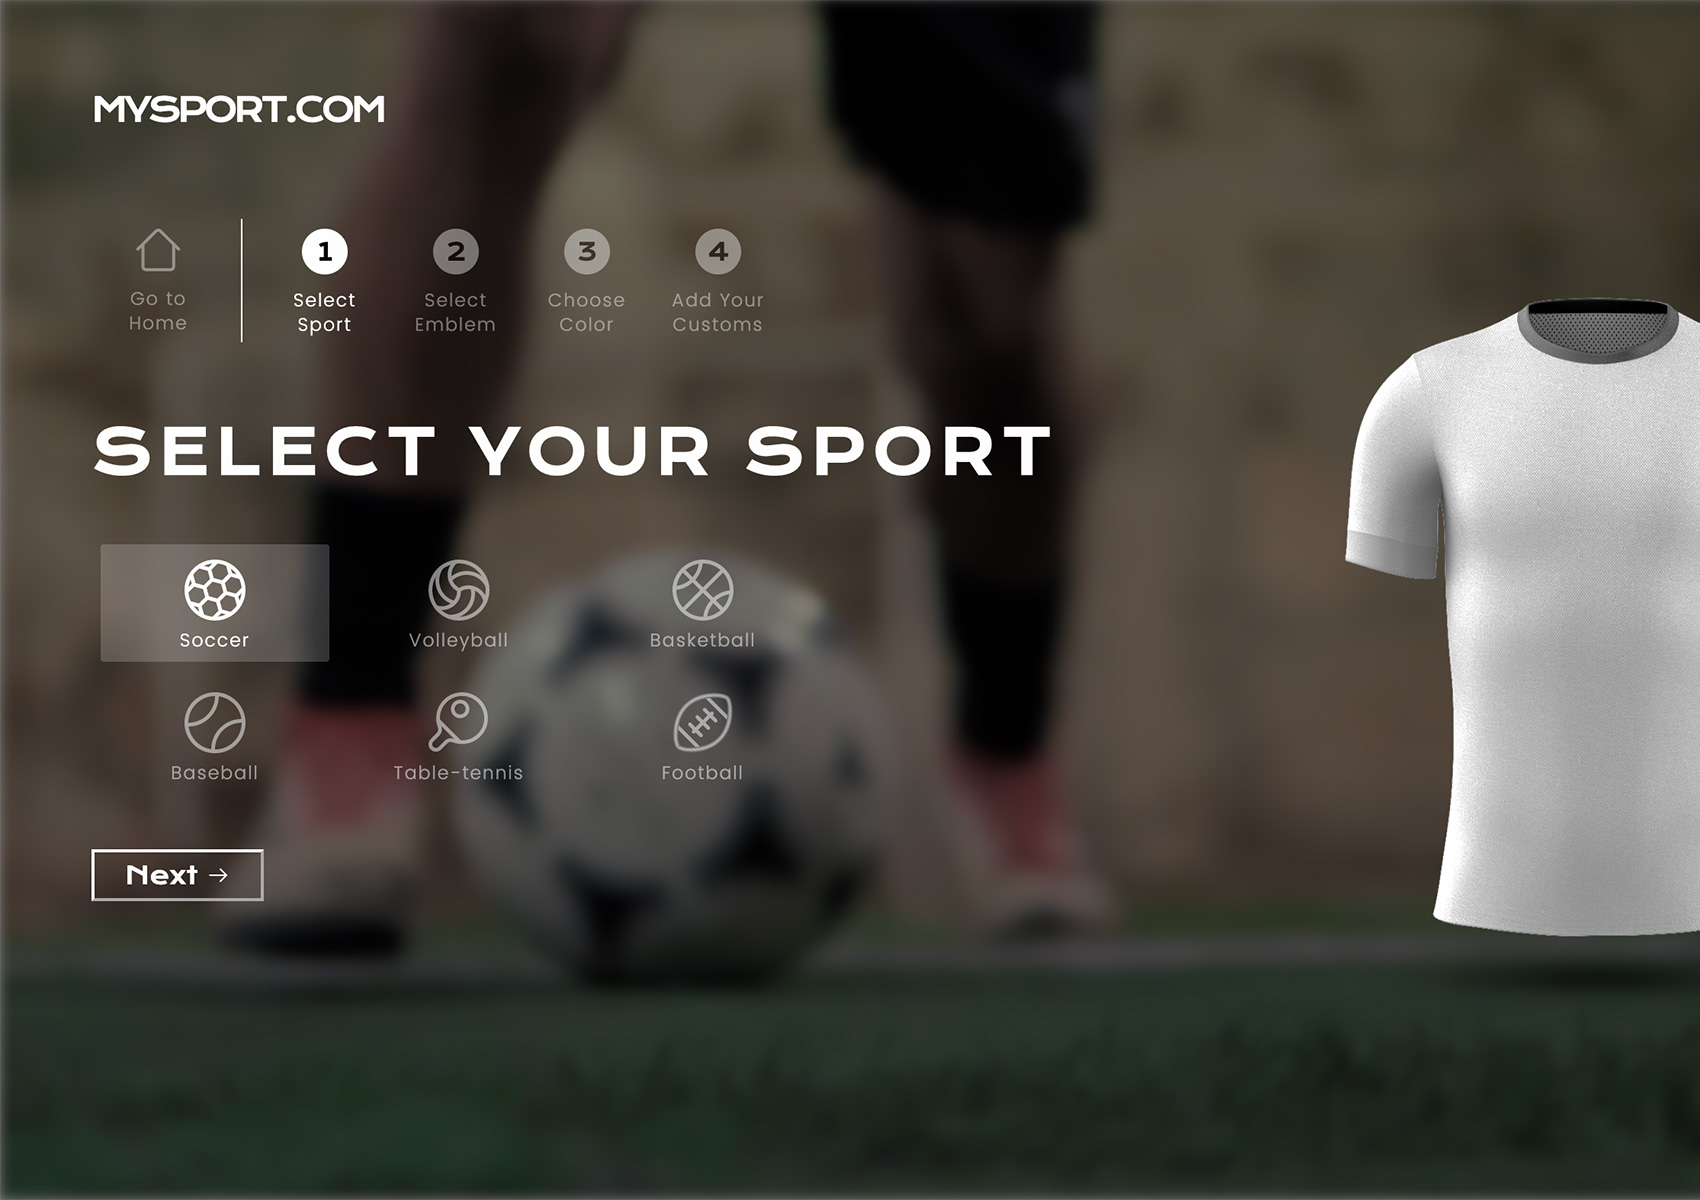 MYSPORT.COM
Go to
Home
1
Select
Sport
2
Select
Emblem
3
Choose
Color
4
Add Your
Customs
SELECT YOUR SPORT
Soccer
Volleyball
Basketball
Baseball
Table-tennis
Football
Next →